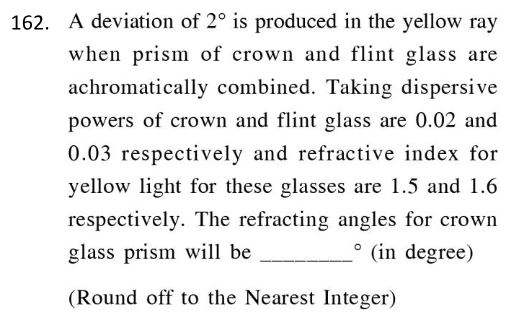 162. A deviation of 2° is produced in the yellow ray
when prism of crown and flint glass are
achromatically combined. Taking dispersive
powers of crown and flint glass are 0.02 and
0.03 respectively and refractive index for
yellow light for these glasses are 1.5 and 1.6
respectively. The refracting angles for crown
glass prism will be ________° (in degree)
(Round off to the Nearest Integer)